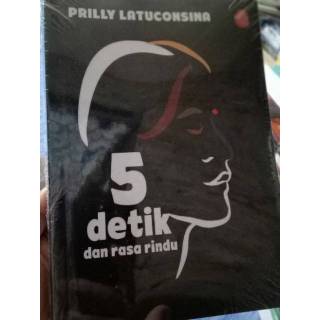 PRILLY LATUCONSINA
5
detik
dan rasa rindu